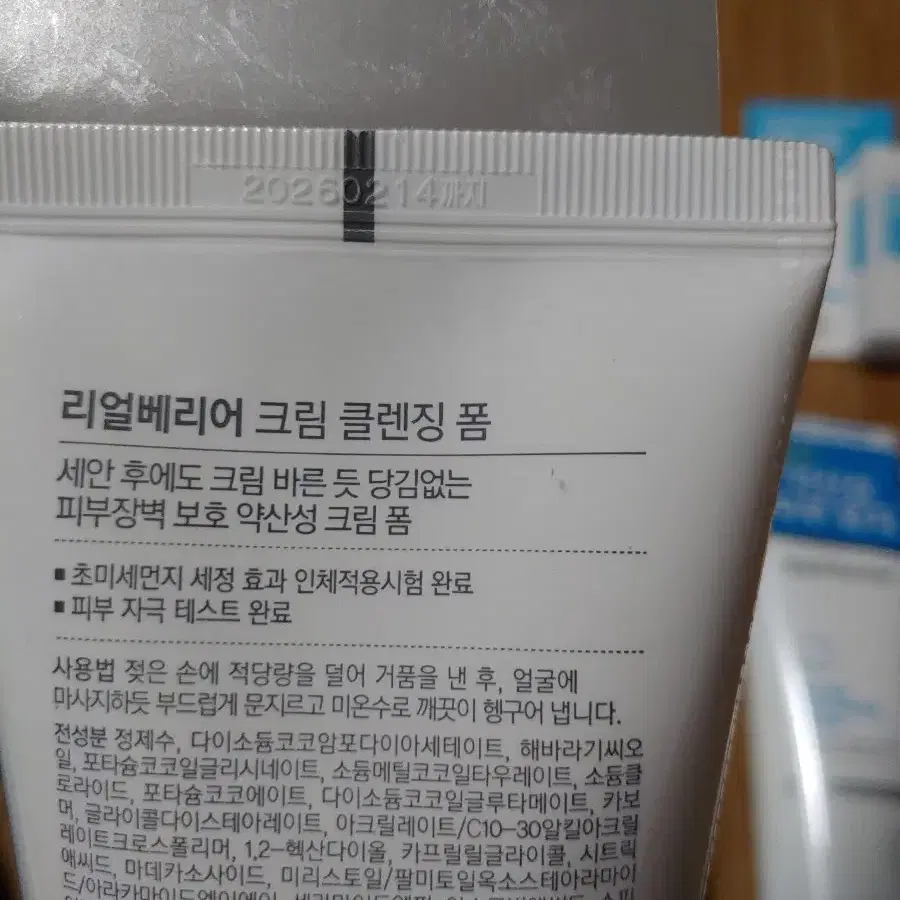 20260214까지
리얼베리어 크림 클렌징 폼
세안 후에도 크림 바른 듯 당김없는
피부장벽 보호 약산성 크림 폼
▪ 초미세먼지 세정 효과 인체적용시험 완료
▪ 피부 자극 테스트 완료
사용법 젖은 손에 적당량을 덜어 거품을 낸 후, 얼굴에
마사지하듯 부드럽게 문지르고 미온수로 깨끗이 헹구어 냅니다.
전성분 정제수, 다이소듐코코암포다이아세테이트, 해바라기씨오
일, 포타슘코코일글리시네이트, 소듐메틸코코일타우레이트, 소듐클
로라이드, 포타슘코코에이트, 다이소듐코코일글루타메이트, 카보
머, 글라이콜다이스테아레이트, 아크릴레이트/C10-30알킬아크릴
레이트크로스폴리머, 1,2-헥산다이올, 카프릴릴글라이콜, 시트릭
애씨드, 마데카소사이드, 미리스토일/팔미토일옥소스테아라마이